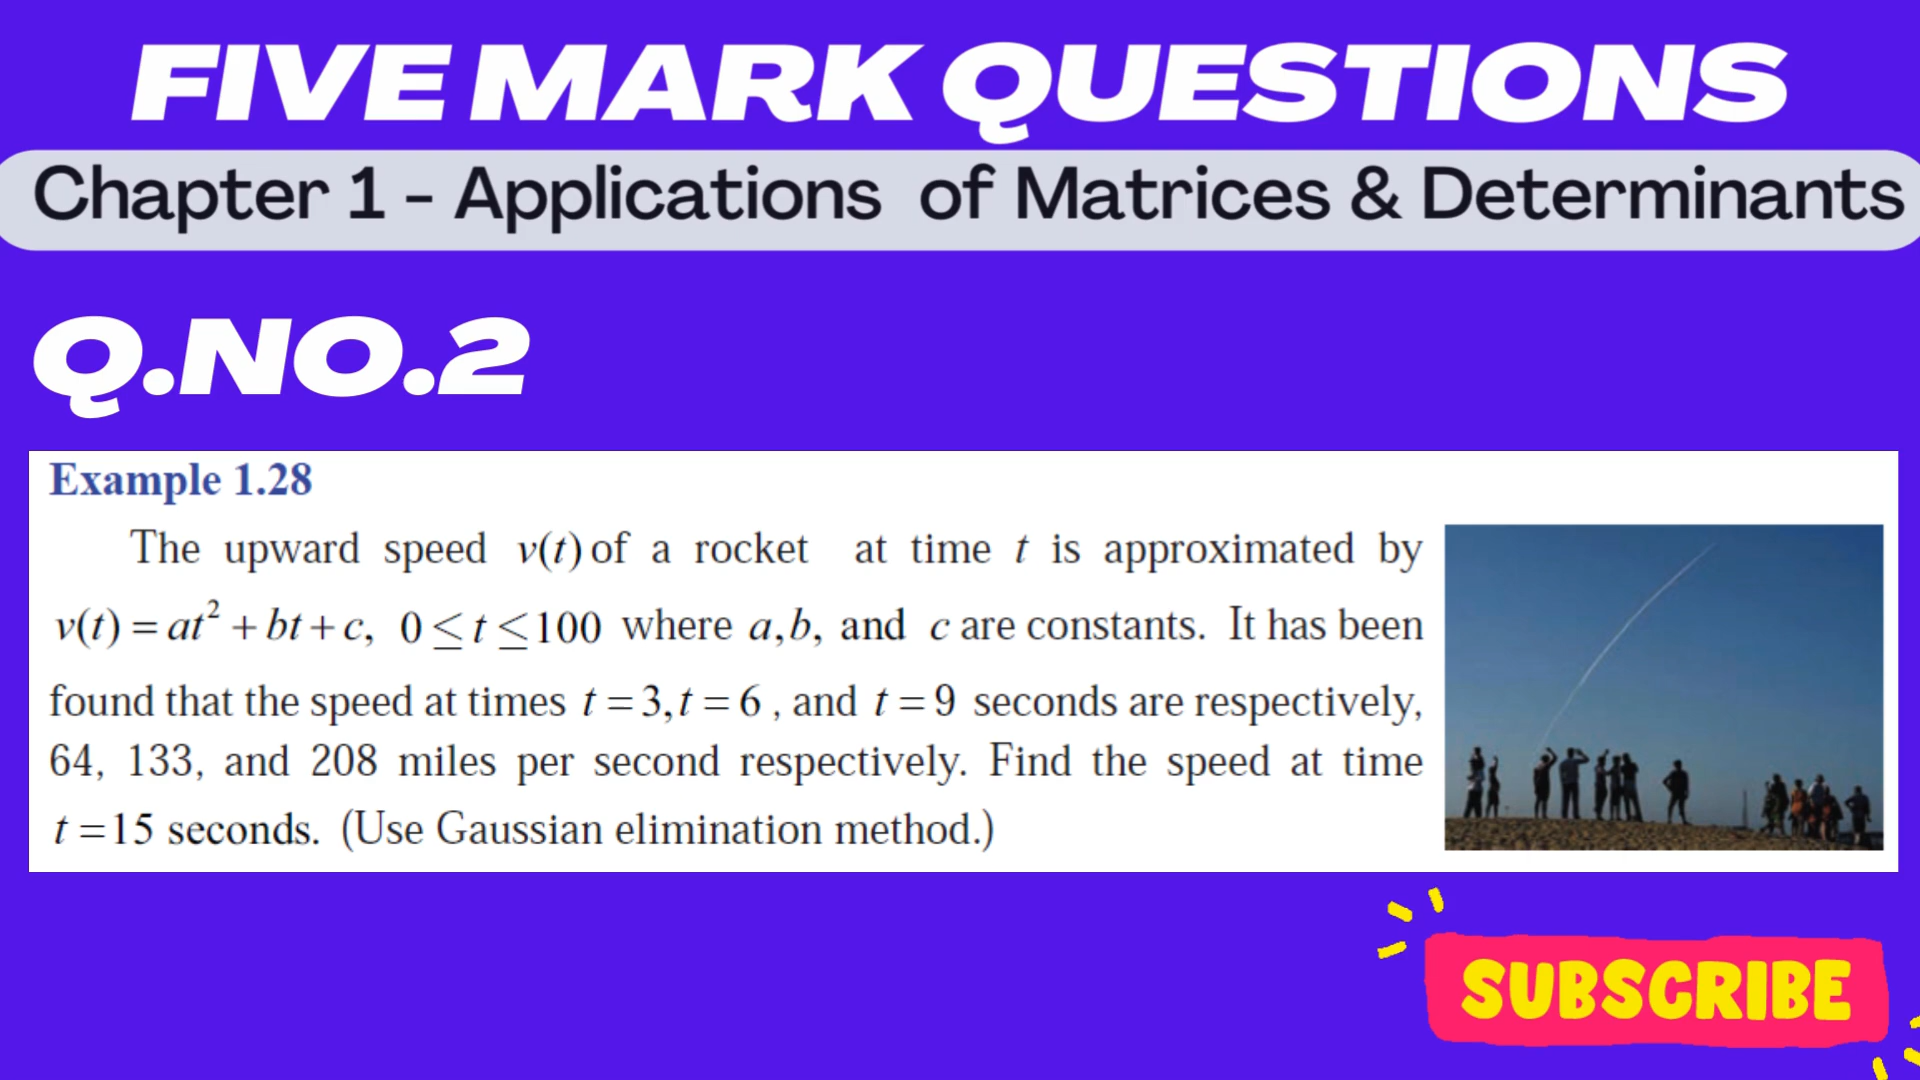 FIVE MARK QUESTIONS
Chapter 1 - Applications of Matrices & Determinants
Q.NO.2
Example 1.28
The upward speed v(t) of a rocket at time t is approximated by
v(t) = at² + bt + c, 0 ≤ t ≤ 100 where a,b, and c are constants. It has been
found that the speed at times t = 3, t = 6 , and t = 9 seconds are respectively,
64, 133, and 208 miles per second respectively. Find the speed at time
t = 15 seconds. (Use Gaussian elimination method.)
SUBSCRIBE